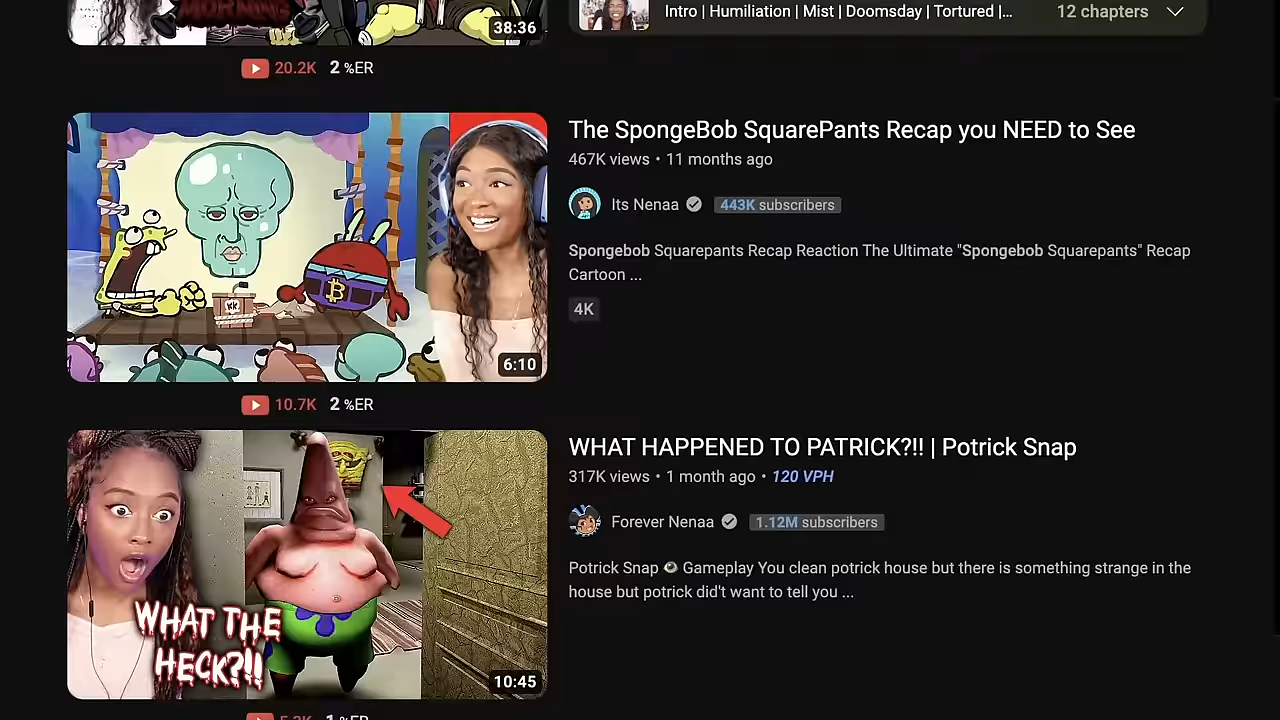 MORNING
38:36
Intro | Humiliation | Mist | Doomsday | Tortured |...
12 chapters
20.2K 2 %ER
The SpongeBob SquarePants Recap you NEED to See
467K views • 11 months ago
Its Nenaa 443K subscribers
Spongebob Squarepants Recap Reaction The Ultimate "Spongebob Squarepants" Recap
Cartoon ...
4K
KK
6:10
10.7K 2 %ER
WHAT HAPPENED TO PATRICK?!! | Potrick Snap
317K views • 1 month ago • 120 VPH
Forever Nenaa 1.12M subscribers
Potrick Snap 👁 Gameplay You clean potrick house but there is something strange in the
house but potrick did't want to tell you ...
WHAT THE
HECK?!!
10:45